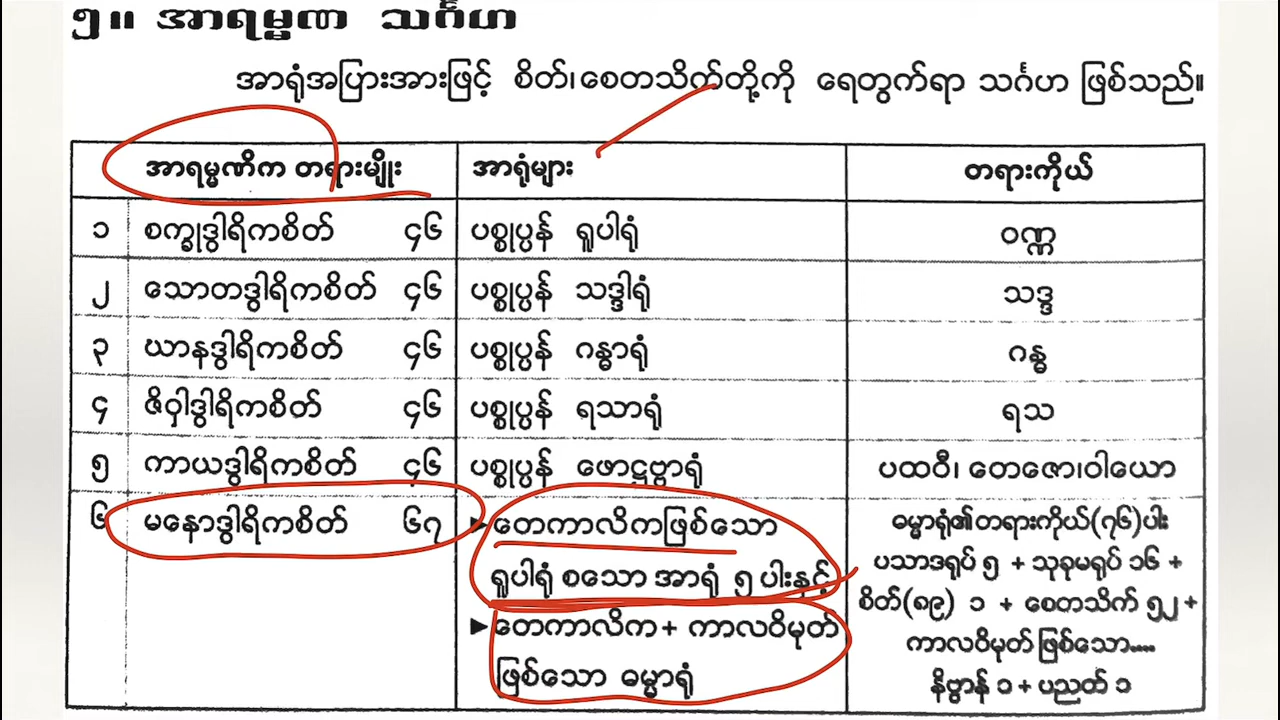 ၅။ အာရမ္မဏ သင်္ဂဟ
အာရုံအပြားအားဖြင့် စိတ်၊စေတသိက်တို့ကို ရေတွက်ရာ သင်္ဂဟ ဖြစ်သည်။
အာရမ္မဏိက တရားမျိုး အာရုံများ တရားကိုယ်
၁ စက္ခုဒွါရိကစိတ် ၄၆ ပစ္စုပ္ပန် ရူပါရုံ ဝဏ္ဏ
၂ သောတဒွါရိကစိတ် ၄၆ ပစ္စုပ္ပန် သဒ္ဒါရုံ သဒ္ဒ
၃ ဃာနဒွါရိကစိတ် ၄၆ ပစ္စုပ္ပန် ဂန္ဓာရုံ ဂန္ဓ
၄ ဇိဝှါဒွါရိကစိတ် ၄၆ ပစ္စုပ္ပန် ရသာရုံ ရသ
၅ ကာယဒွါရိကစိတ် ၄၆ ပစ္စုပ္ပန် ဖောဋ္ဌဗ္ဗာရုံ ပထဝီ၊ တေဇော၊ဝါယော
၆ မနောဒွါရိကစိတ် ၆၇
►တေကာလိကဖြစ်သော
ရူပါရုံ စသော အာရုံ ၅ ပါးနှင့်
►တေကာလိက + ကာလဝိမုတ်
ဖြစ်သော ဓမ္မာရုံ
ဓမ္မာရုံ၏တရားကိုယ်(၇၆)ပါး
ပသာဒရုပ် ၅ + သုခုမရုပ် ၁၆ +
စိတ်(၈၉) ၁ + စေတသိက် ၅၂ +
ကာလဝိမုတ် ဖြစ်သော....
နိဗ္ဗာန် ၁ + ပညတ် ၁